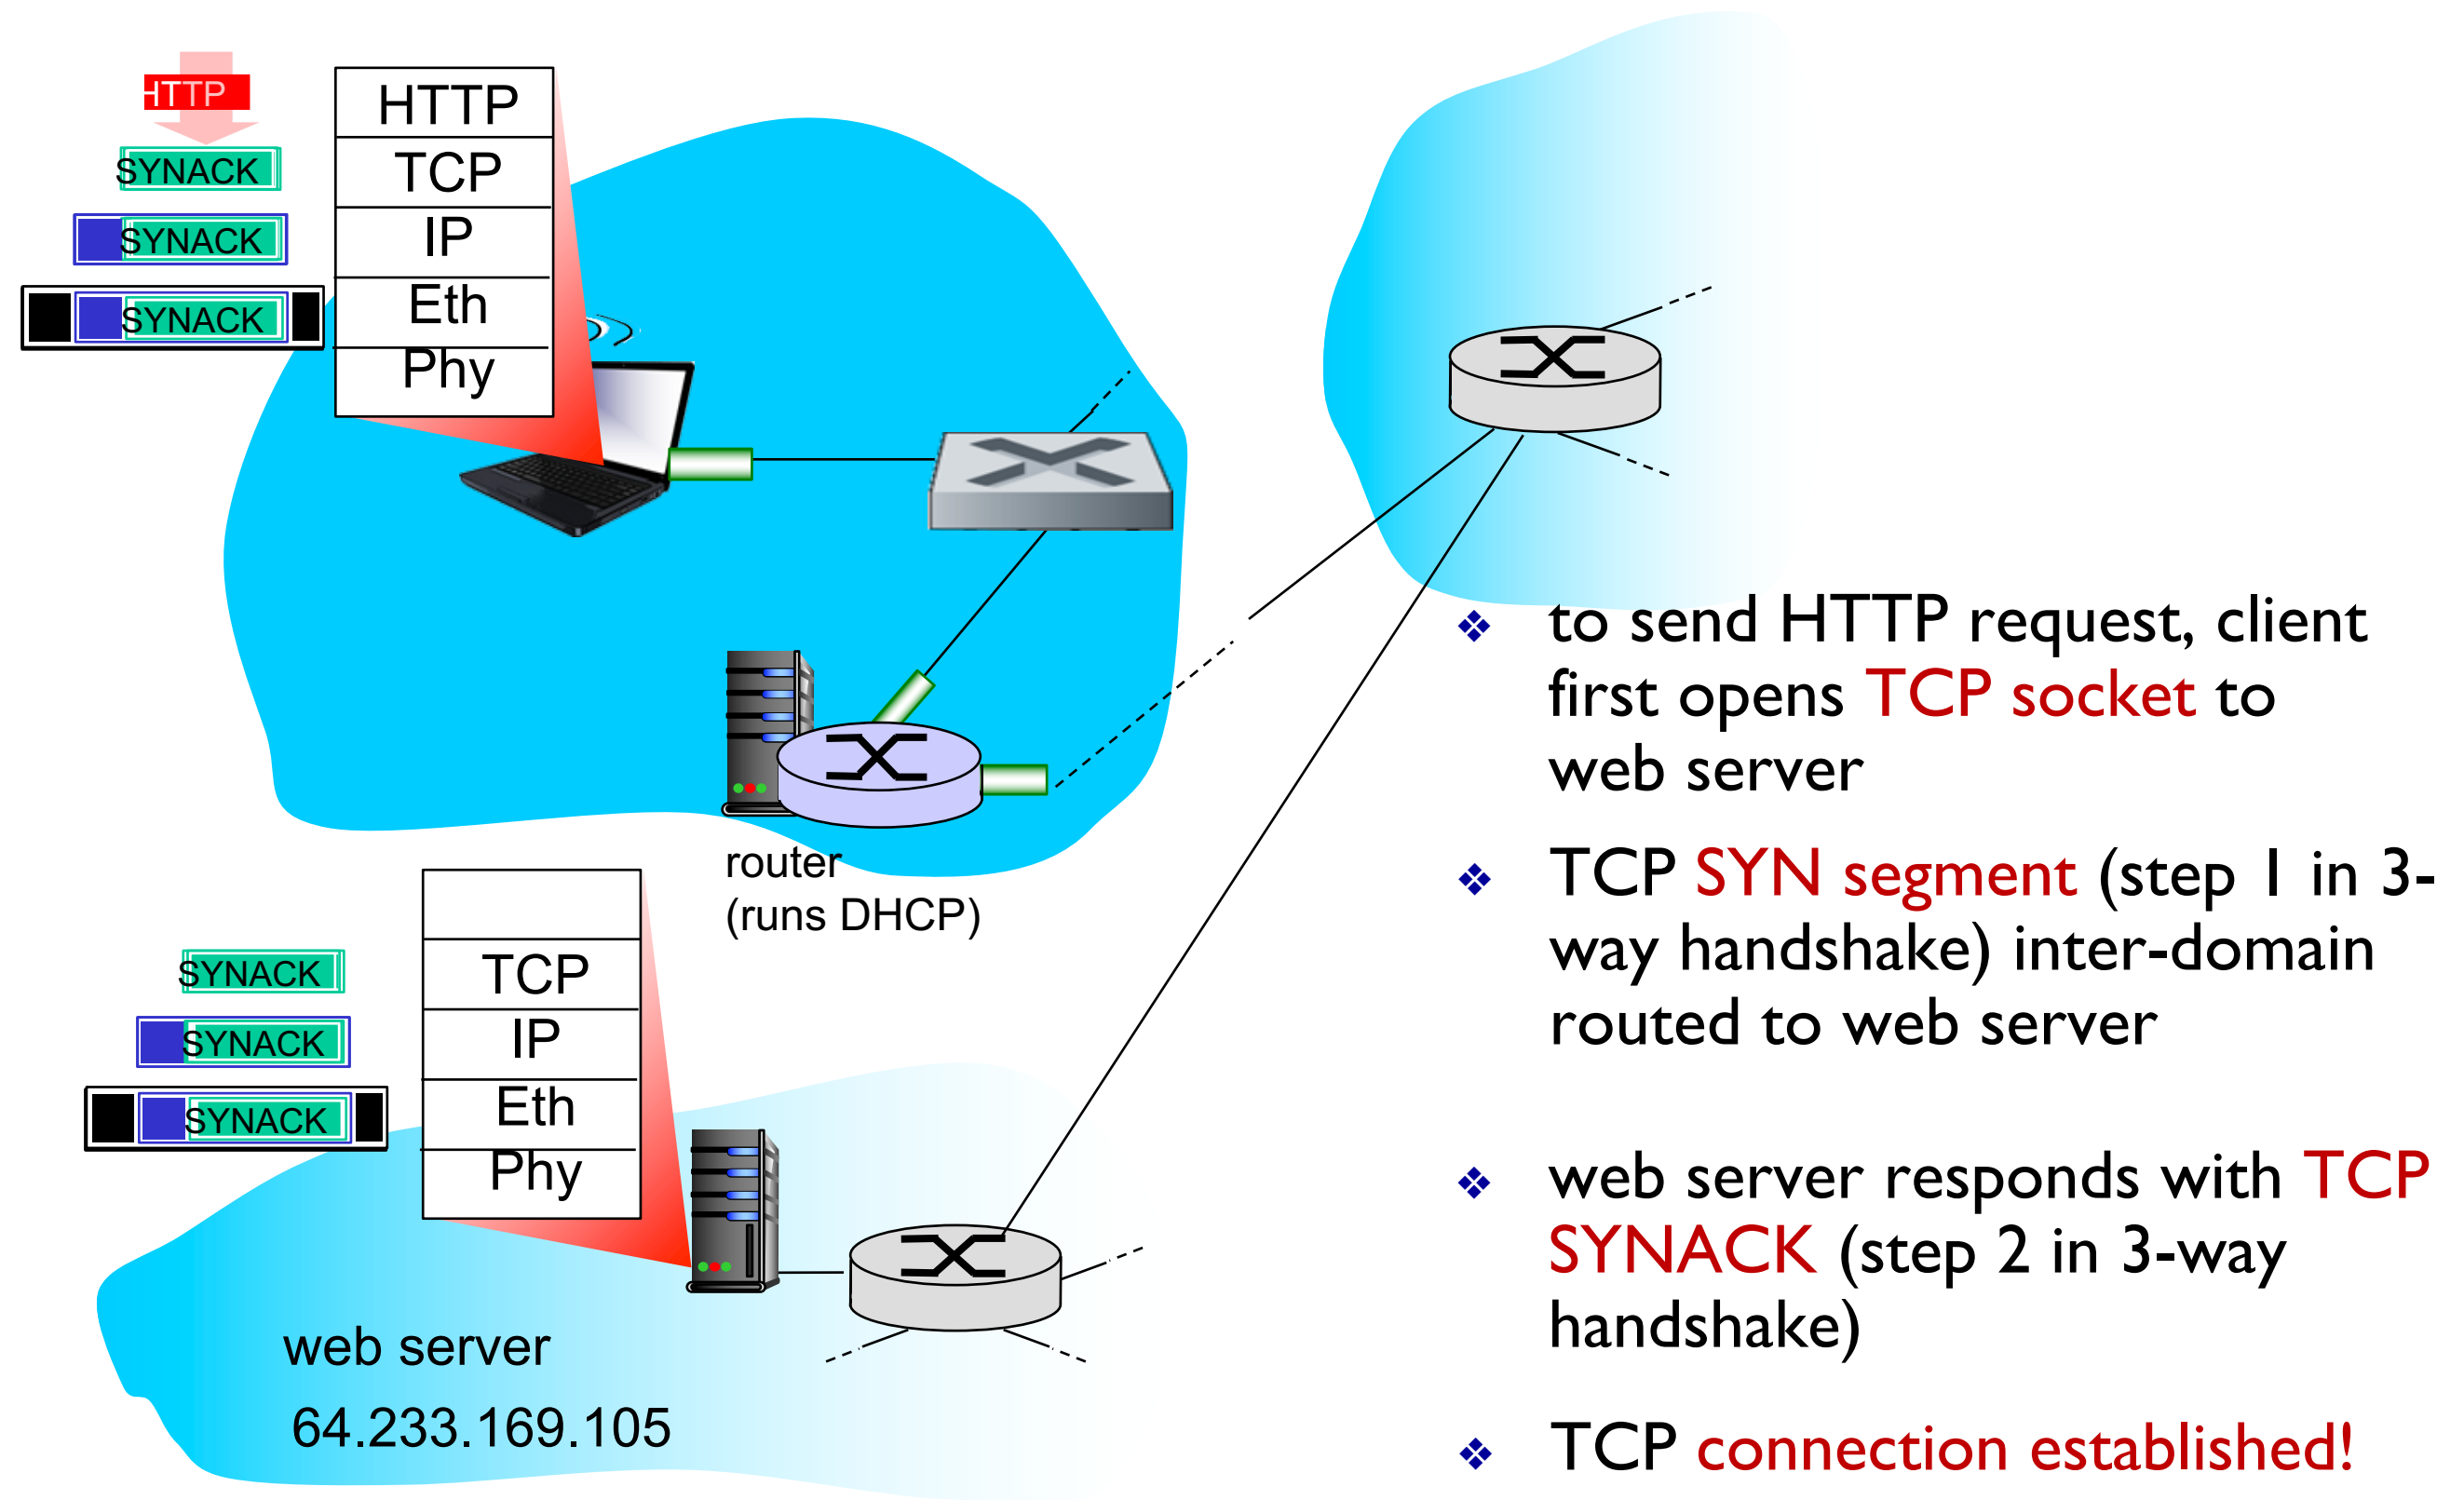 HTTP
SYNACK
SYNACK
SYNACK
HTTP
TCP
IP
Eth
Phy
router
(runs DHCP)
SYNACK
SYNACK
SYNACK
TCP
IP
Eth
Phy
web server
64.233.169.105
❖ to send HTTP request, client
first opens TCP socket to
web server
❖ TCP SYN segment (step 1 in 3-
way handshake) inter-domain
routed to web server
❖ web server responds with TCP
SYNACK (step 2 in 3-way
handshake)
❖ TCP connection established!